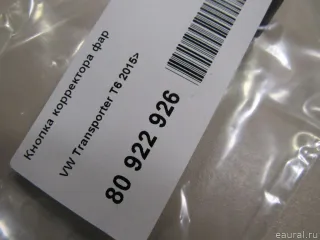 Кнопка корректора фар
VW Transporter T6 2015>
80 922 926
eaural.ru